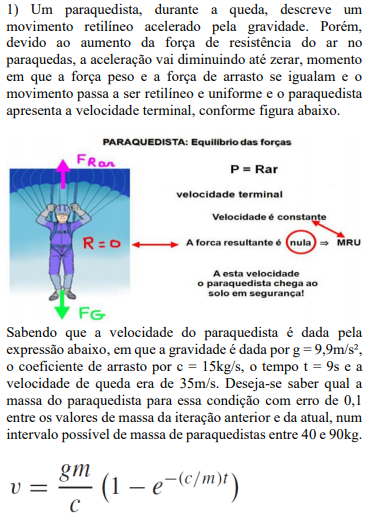 1) Um paraquedista, durante a queda, descreve um
movimento retilíneo acelerado pela gravidade. Porém,
devido ao aumento da força de resistência do ar no
paraquedas, a aceleração vai diminuindo até zerar, momento
em que a força peso e a força de arrasto se igualam e o
movimento passa a ser retilíneo e uniforme e o paraquedista
apresenta a velocidade terminal, conforme figura abaixo.
PARAQUEDISTA: Equilíbrio das forças
FRar
P = Rar
velocidade terminal
Velocidade é constante
R = 0
A forca resultante é nula ⇒ MRU
A esta velocidade
o paraquedista chega ao
solo em segurança!
FG
Sabendo que a velocidade do paraquedista é dada pela
expressão abaixo, em que a gravidade é dada por g = 9,9m/s²,
o coeficiente de arrasto por c = 15kg/s, o tempo t = 9s e a
velocidade de queda era de 35m/s. Deseja-se saber qual a
massa do paraquedista para essa condição com erro de 0,1
entre os valores de massa da iteração anterior e da atual, num
intervalo possível de massa de paraquedistas entre 40 e 90kg.
v = gm/c (1 − e^−(c/m)t)